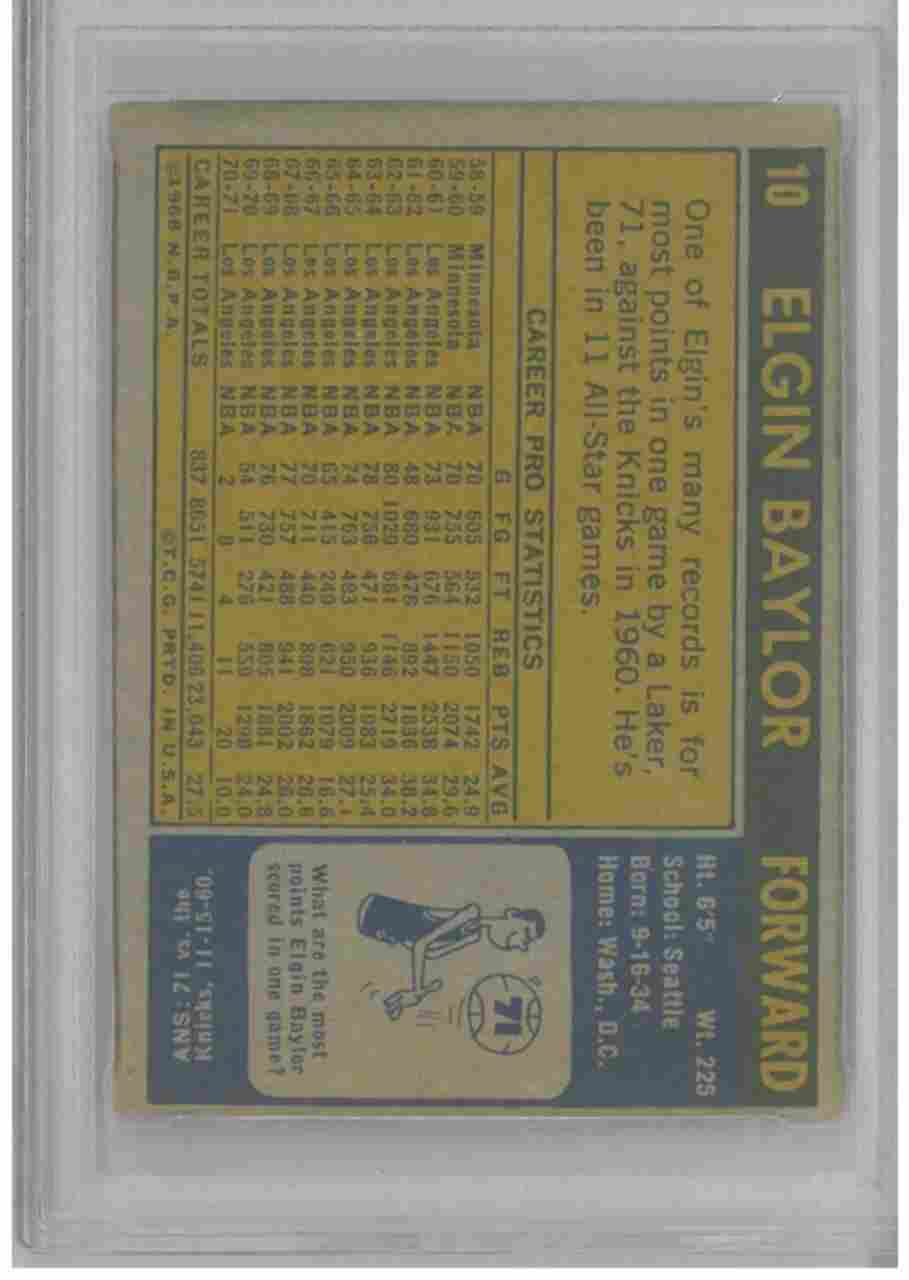 10 ELGIN BAYLOR FORWARD
One of Elgin's many records is for
most points in one game by a Laker,
71, against the Knicks in 1960. He's
been in 11 All-Star games.
CAREER PRO STATISTICS
G FG FT REB PTS AVG
58-59 Minnesota NBA 70 605 532 1050 1742 24.9
59-60 Minnesota NBA 70 755 564 1150 2074 29.6
60-61 Los Angeles NBA 73 931 676 1447 2538 34.8
61-62 Los Angeles NBA 48 680 476 892 1836 38.2
62-63 Los Angeles NBA 80 1029 661 1146 2719 34.0
63-64 Los Angeles NBA 78 756 471 936 1983 25.4
64-65 Los Angeles NBA 74 763 483 950 2009 27.1
65-66 Los Angeles NBA 65 415 249 621 1079 16.6
66-67 Los Angeles NBA 70 711 440 808 1862 26.6
67-68 Los Angeles NBA 77 757 488 941 2002 26.0
68-69 Los Angeles NBA 76 730 421 805 1881 24.8
69-70 Los Angeles NBA 54 511 276 559 1298 24.0
70-71 Los Angeles NBA 2 8 4 11 20 10.0
CAREER TOTALS 837 8651 5741 11,406 23,043 27.5
©1968 N.B.P.A. ©T.C.G. PRTD. IN U.S.A.
Ht. 6'5" Wt. 225
School: Seattle
Born: 9-16-34
Home: Wash., D.C.
71
What are the most
points Elgin Baylor
scored in one game?
ANS: 71 vs. the
Knicks, 11-15-60.